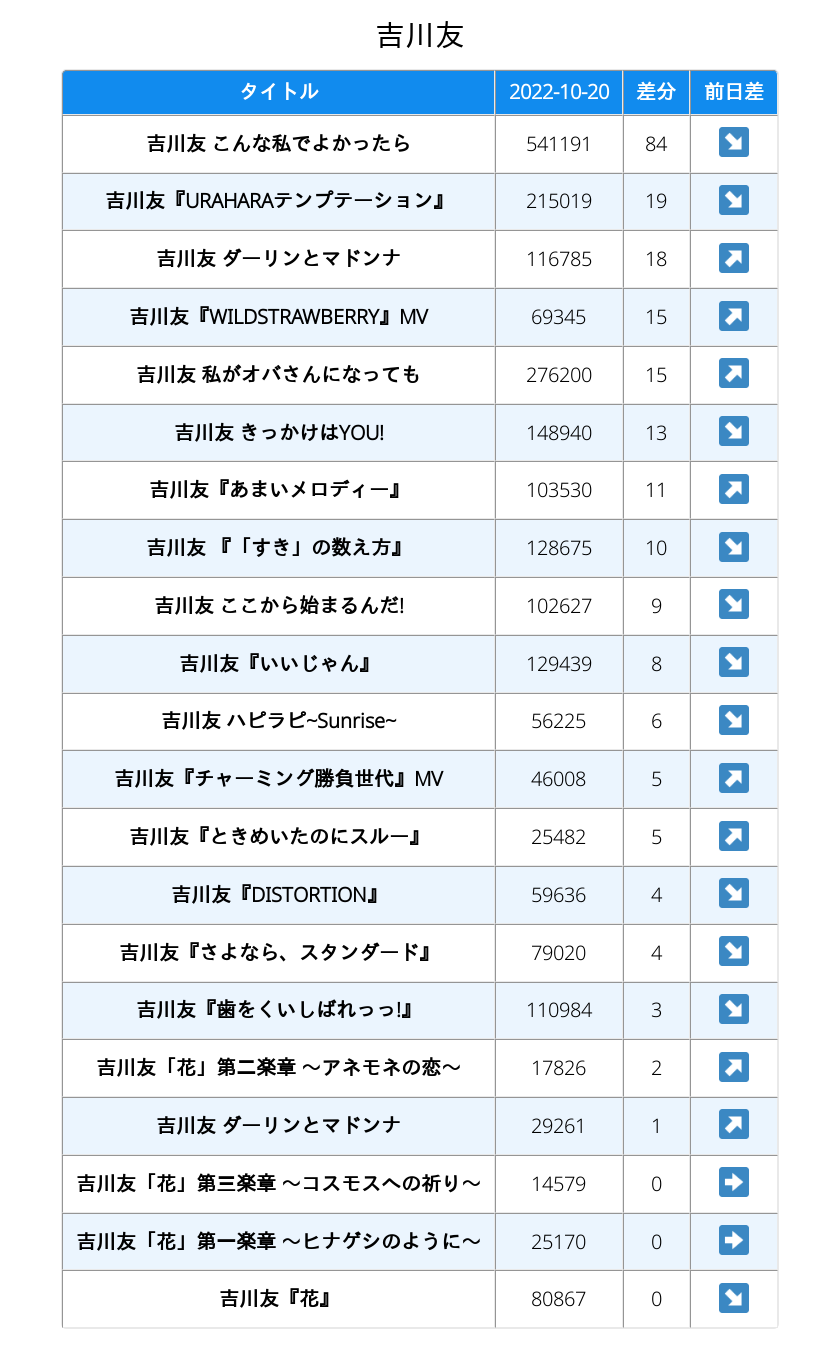 吉川友
タイトル 2022-10-20 差分 前日差
吉川友 こんな私でよかったら 541191 84 ↘
吉川友『URAHARAテンプテーション』 215019 19 ↘
吉川友 ダーリンとマドンナ 116785 18 ↗
吉川友『WILDSTRAWBERRY』MV 69345 15 ↗
吉川友 私がオバさんになっても 276200 15 ↗
吉川友 きっかけはYOU! 148940 13 ↘
吉川友『あまいメロディー』 103530 11 ↗
吉川友 『「すき」の数え方』 128675 10 ↘
吉川友 ここから始まるんだ! 102627 9 ↘
吉川友『いいじゃん』 129439 8 ↘
吉川友 ハピラピ~Sunrise~ 56225 6 ↘
吉川友『チャーミング勝負世代』MV 46008 5 ↗
吉川友『ときめいたのにスルー』 25482 5 ↗
吉川友『DISTORTION』 59636 4 ↘
吉川友『さよなら、スタンダード』 79020 4 ↘
吉川友『歯をくいしばれっっ!』 110984 3 ↘
吉川友「花」第二楽章 〜アネモネの恋〜 17826 2 ↗
吉川友 ダーリンとマドンナ 29261 1 ↗
吉川友「花」第三楽章 〜コスモスへの祈り〜 14579 0 →
吉川友「花」第一楽章 〜ヒナゲシのように〜 25170 0 →
吉川友『花』 80867 0 ↘